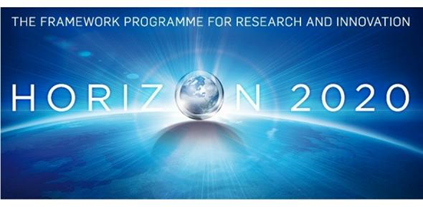 THE FRAMEWORK PROGRAMME FOR RESEARCH AND INNOVATION
HORIZON 2020